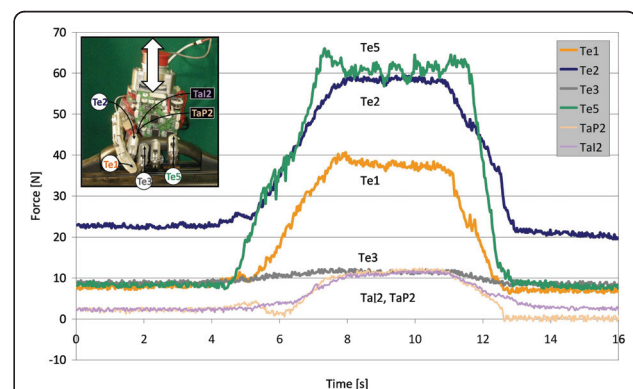 70
60
50
40
30
20
10
0
-10
Force [N]
0 2 4 6 8 10 12 14 16
Time [s]
Te5
Te2
Te1
Te3
TaI2, TaP2
Te1
Te2
Te3
Te5
TaP2
TaI2
Te2
TaI2
TaP2
Te1
Te3
Te5